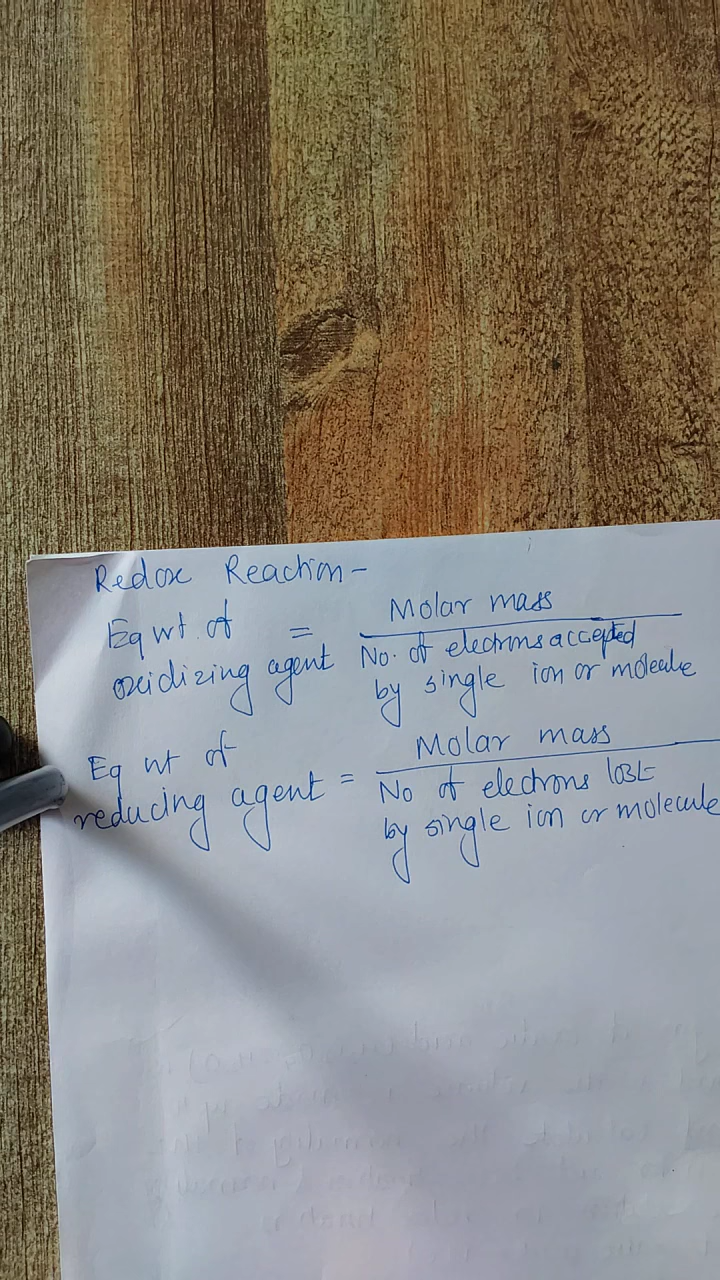 Redox Reaction -
Eq wt. of = Molar mass
oxidizing agent No. of electrons accepted
by single ion or molecule
Eq wt of Molar mass
reducing agent = No of electrons lost
by single ion or molecule